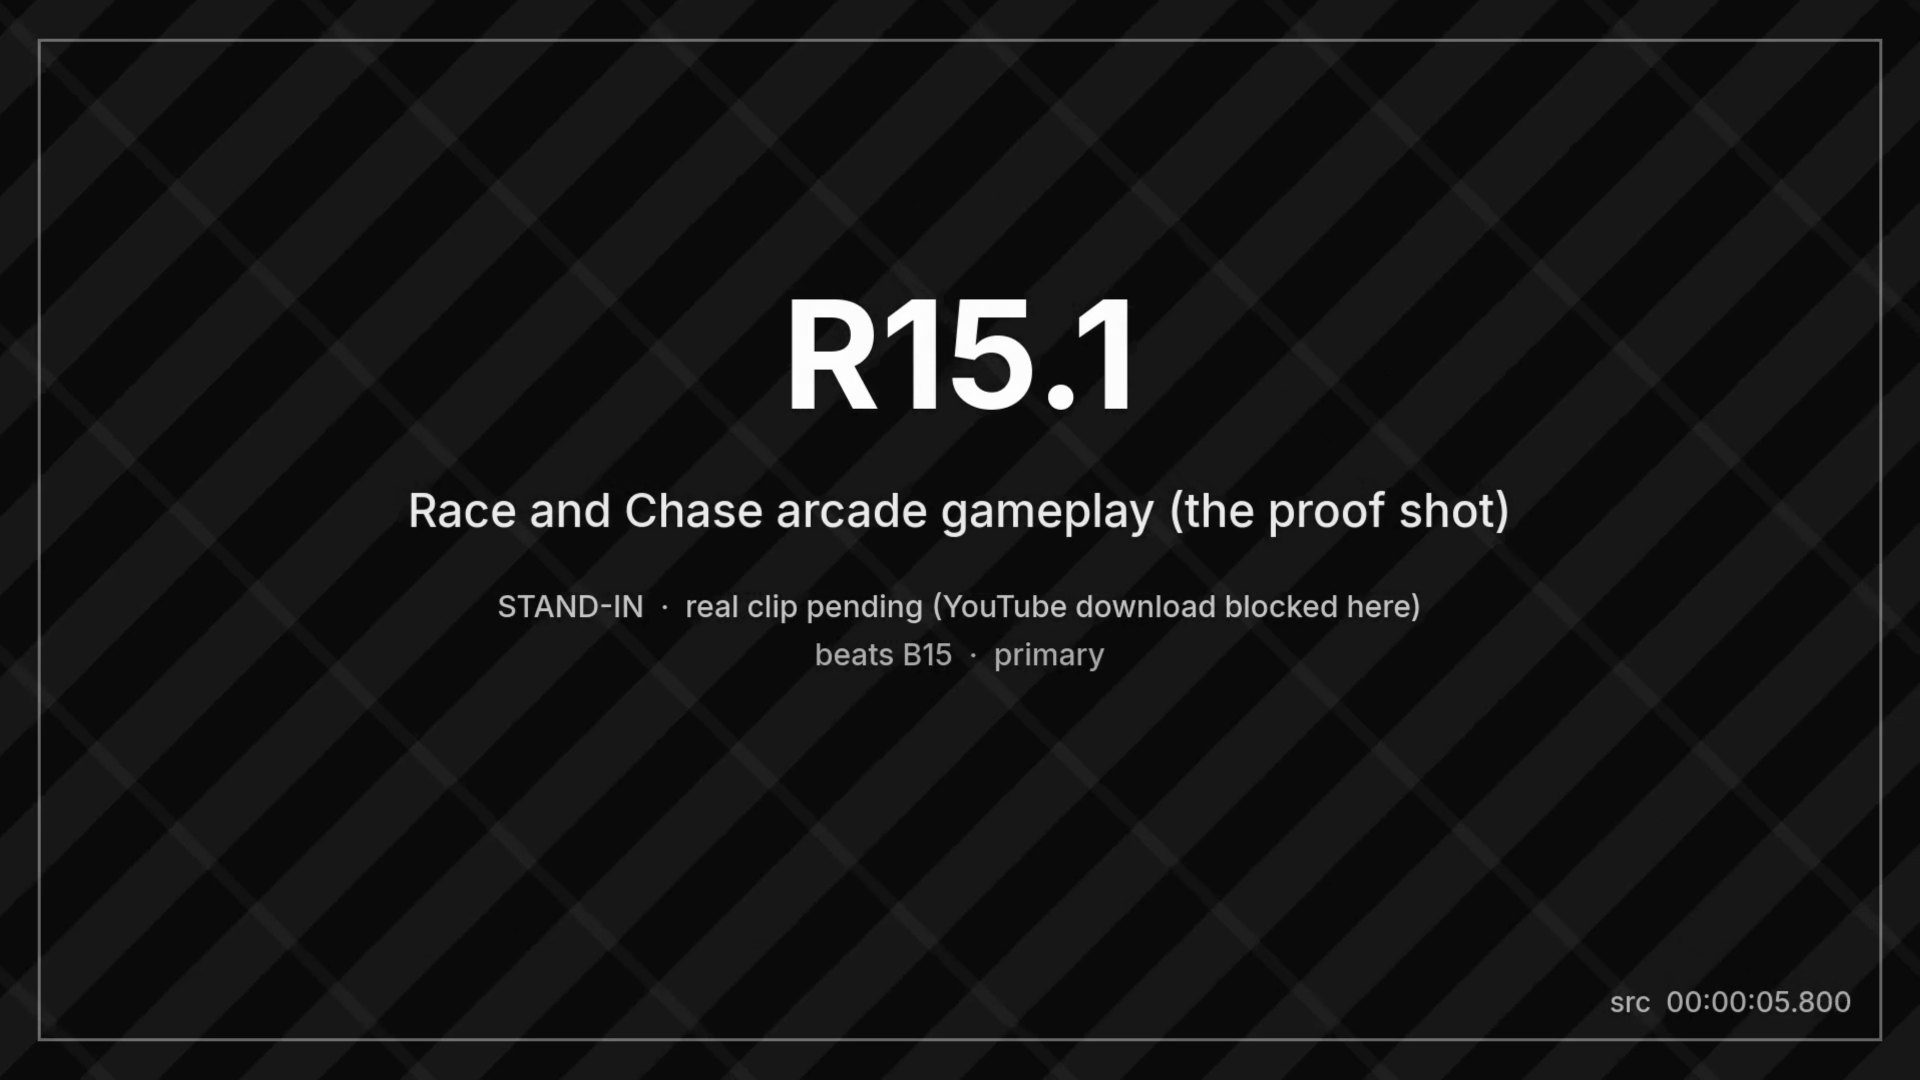 R15.1
Race and Chase arcade gameplay (the proof shot)
STAND-IN · real clip pending (YouTube download blocked here)
beats B15 · primary
src 00:00:05.800